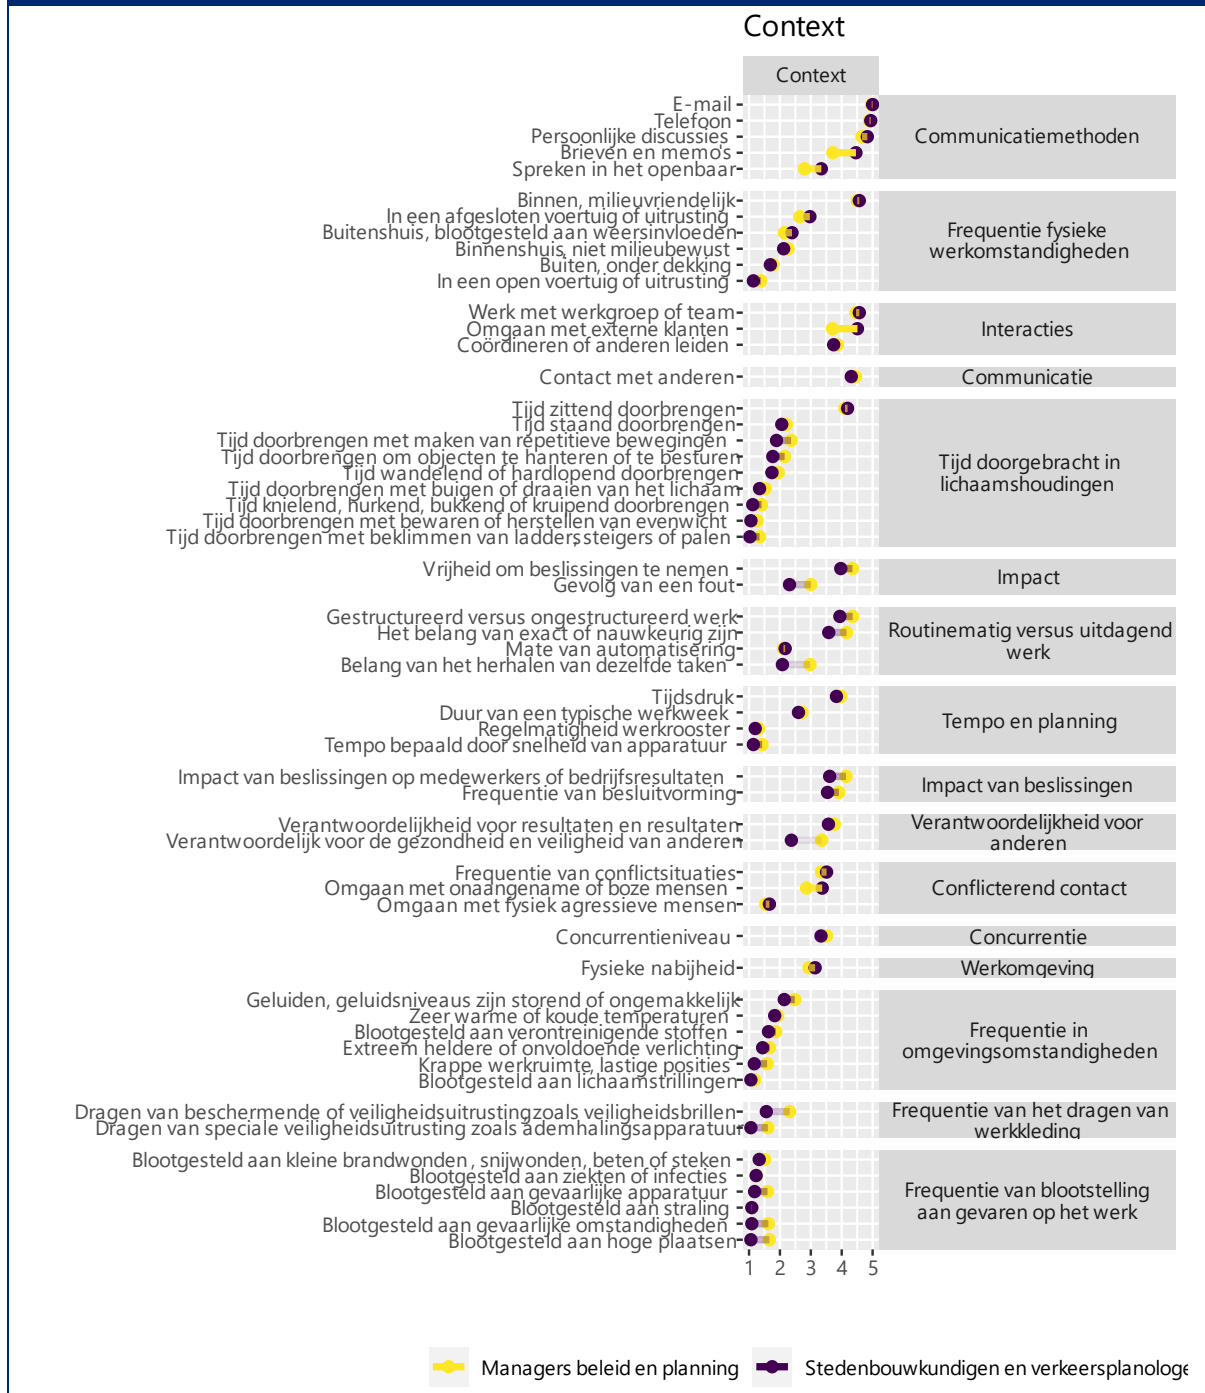 Context
Context
E-mail
Telefoon
Persoonlijke discussies
Brieven en memo's
Spreken in het openbaar
Communicatiemethoden
Binnen, milieuvriendelijk
In een afgesloten voertuig of uitrusting
Buitenshuis, blootgesteld aan weersinvloeden
Binnenshuis, niet milieubewust
Buiten, onder dekking
In een open voertuig of uitrusting
Frequentie fysieke
werkomstandigheden
Werk met werkgroep of team
Omgaan met externe klanten
Coördineren of anderen leiden
Interacties
Contact met anderen
Communicatie
Tijd zittend doorbrengen
Tijd staand doorbrengen
Tijd doorbrengen met maken van repetitieve bewegingen
Tijd doorbrengen om objecten te hanteren of te besturen
Tijd wandelend of hardlopend doorbrengen
Tijd doorbrengen met buigen of draaien van het lichaam
Tijd knielend, hurkend, bukkend of kruipend doorbrengen
Tijd doorbrengen met bewaren of herstellen van evenwicht
Tijd doorbrengen met beklimmen van ladders, steigers of palen
Tijd doorgebracht in
lichaamshoudingen
Vrijheid om beslissingen te nemen
Gevolg van een fout
Impact
Gestructureerd versus ongestructureerd werk
Het belang van exact of nauwkeurig zijn
Mate van automatisering
Belang van het herhalen van dezelfde taken
Routinematig versus uitdagend
werk
Tijdsdruk
Duur van een typische werkweek
Regelmatigheid werkrooster
Tempo bepaald door snelheid van apparatuur
Tempo en planning
Impact van beslissingen op medewerkers of bedrijfsresultaten
Frequentie van besluitvorming
Impact van beslissingen
Verantwoordelijkheid voor resultaten en resultaten
Verantwoordelijk voor de gezondheid en veiligheid van anderen
Verantwoordelijkheid voor
anderen
Frequentie van conflictsituaties
Omgaan met onaangename of boze mensen
Omgaan met fysiek agressieve mensen
Conflicterend contact
Concurrentieniveau
Concurrentie
Fysieke nabijheid
Werkomgeving
Geluiden, geluidsniveaus zijn storend of ongemakkelijk
Zeer warme of koude temperaturen
Blootgesteld aan verontreinigende stoffen
Extreem heldere of onvoldoende verlichting
Krappe werkruimte, lastige posities
Blootgesteld aan lichaamstrillingen
Frequentie in
omgevingsomstandigheden
Dragen van beschermende of veiligheidsuitrusting zoals veiligheidsbrillen
Dragen van speciale veiligheidsuitrusting zoals ademhalingsapparatuur
Frequentie van het dragen van
werkkleding
Blootgesteld aan kleine brandwonden, snijwonden, beten of steken
Blootgesteld aan ziekten of infecties
Blootgesteld aan gevaarlijke apparatuur
Blootgesteld aan straling
Blootgesteld aan gevaarlijke omstandigheden
Blootgesteld aan hoge plaatsen
Frequentie van blootstelling
aan gevaren op het werk
1 2 3 4 5
Managers beleid en planning
Stedenbouwkundigen en verkeersplanologe